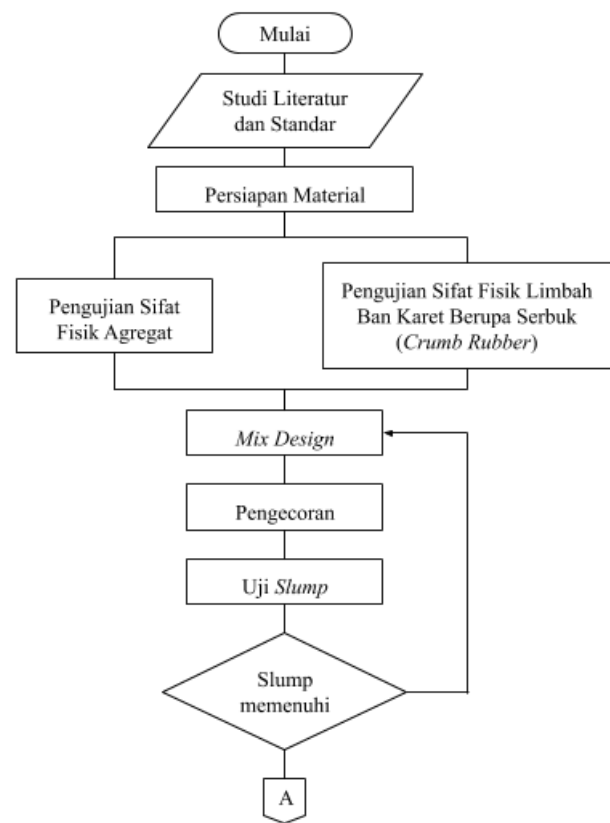 Mulai
Studi Literatur
dan Standar
Persiapan Material
Pengujian Sifat
Fisik Agregat
Pengujian Sifat Fisik Limbah
Ban Karet Berupa Serbuk
(Crumb Rubber)
Mix Design
Pengecoran
Uji Slump
Slump
memenuhi
A